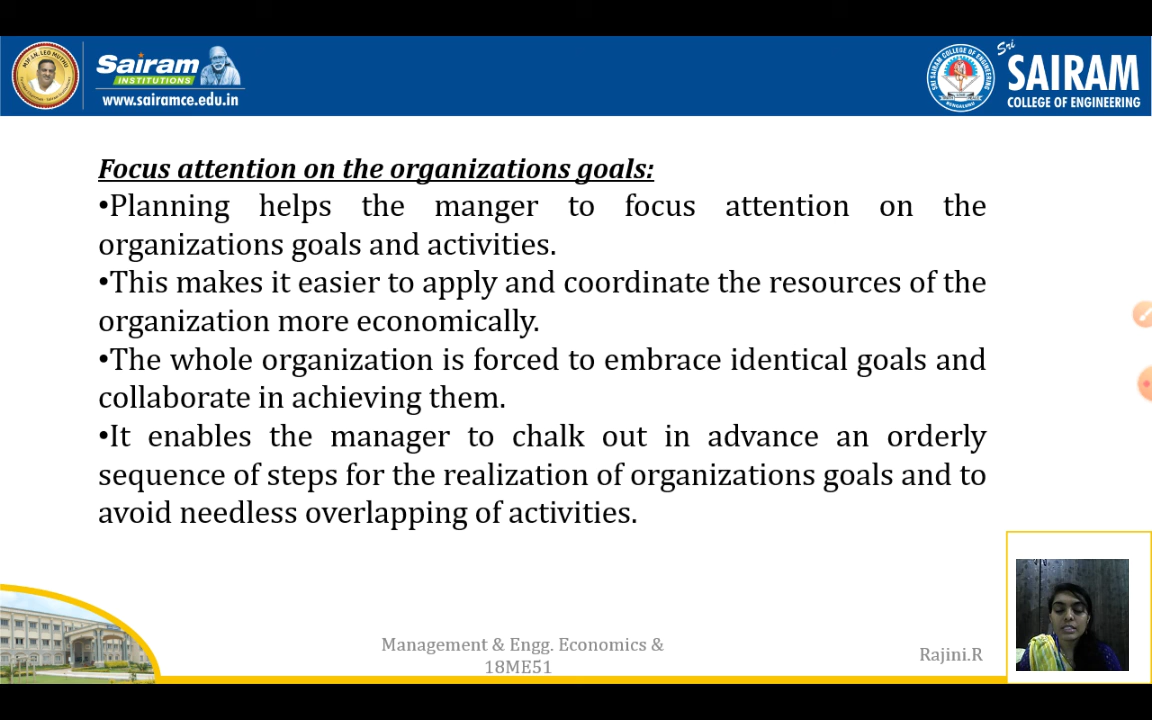 Sairam
INSTITUTIONS
www.sairamce.edu.in
Sri
SAIRAM
COLLEGE OF ENGINEERING
Focus attention on the organizations goals:
•Planning helps the manger to focus attention on the
organizations goals and activities.
•This makes it easier to apply and coordinate the resources of the
organization more economically.
•The whole organization is forced to embrace identical goals and
collaborate in achieving them.
•It enables the manager to chalk out in advance an orderly
sequence of steps for the realization of organizations goals and to
avoid needless overlapping of activities.
Management & Engg. Economics &
18ME51
Rajini.R